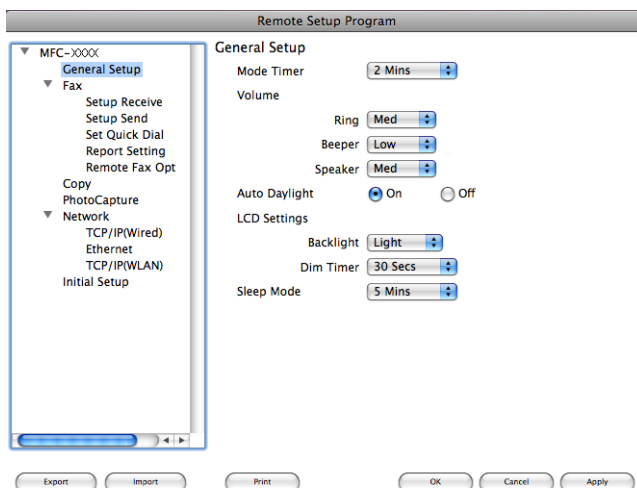 Remote Setup Program
MFC-XXXX
General Setup
Fax
Setup Receive
Setup Send
Set Quick Dial
Report Setting
Remote Fax Opt
Copy
PhotoCapture
Network
TCP/IP(Wired)
Ethernet
TCP/IP(WLAN)
Initial Setup
General Setup
Mode Timer 2 Mins
Volume
Ring Med
Beeper Low
Speaker Med
Auto Daylight On Off
LCD Settings
Backlight Light
Dim Timer 30 Secs
Sleep Mode 5 Mins
Export Import Print OK Cancel Apply